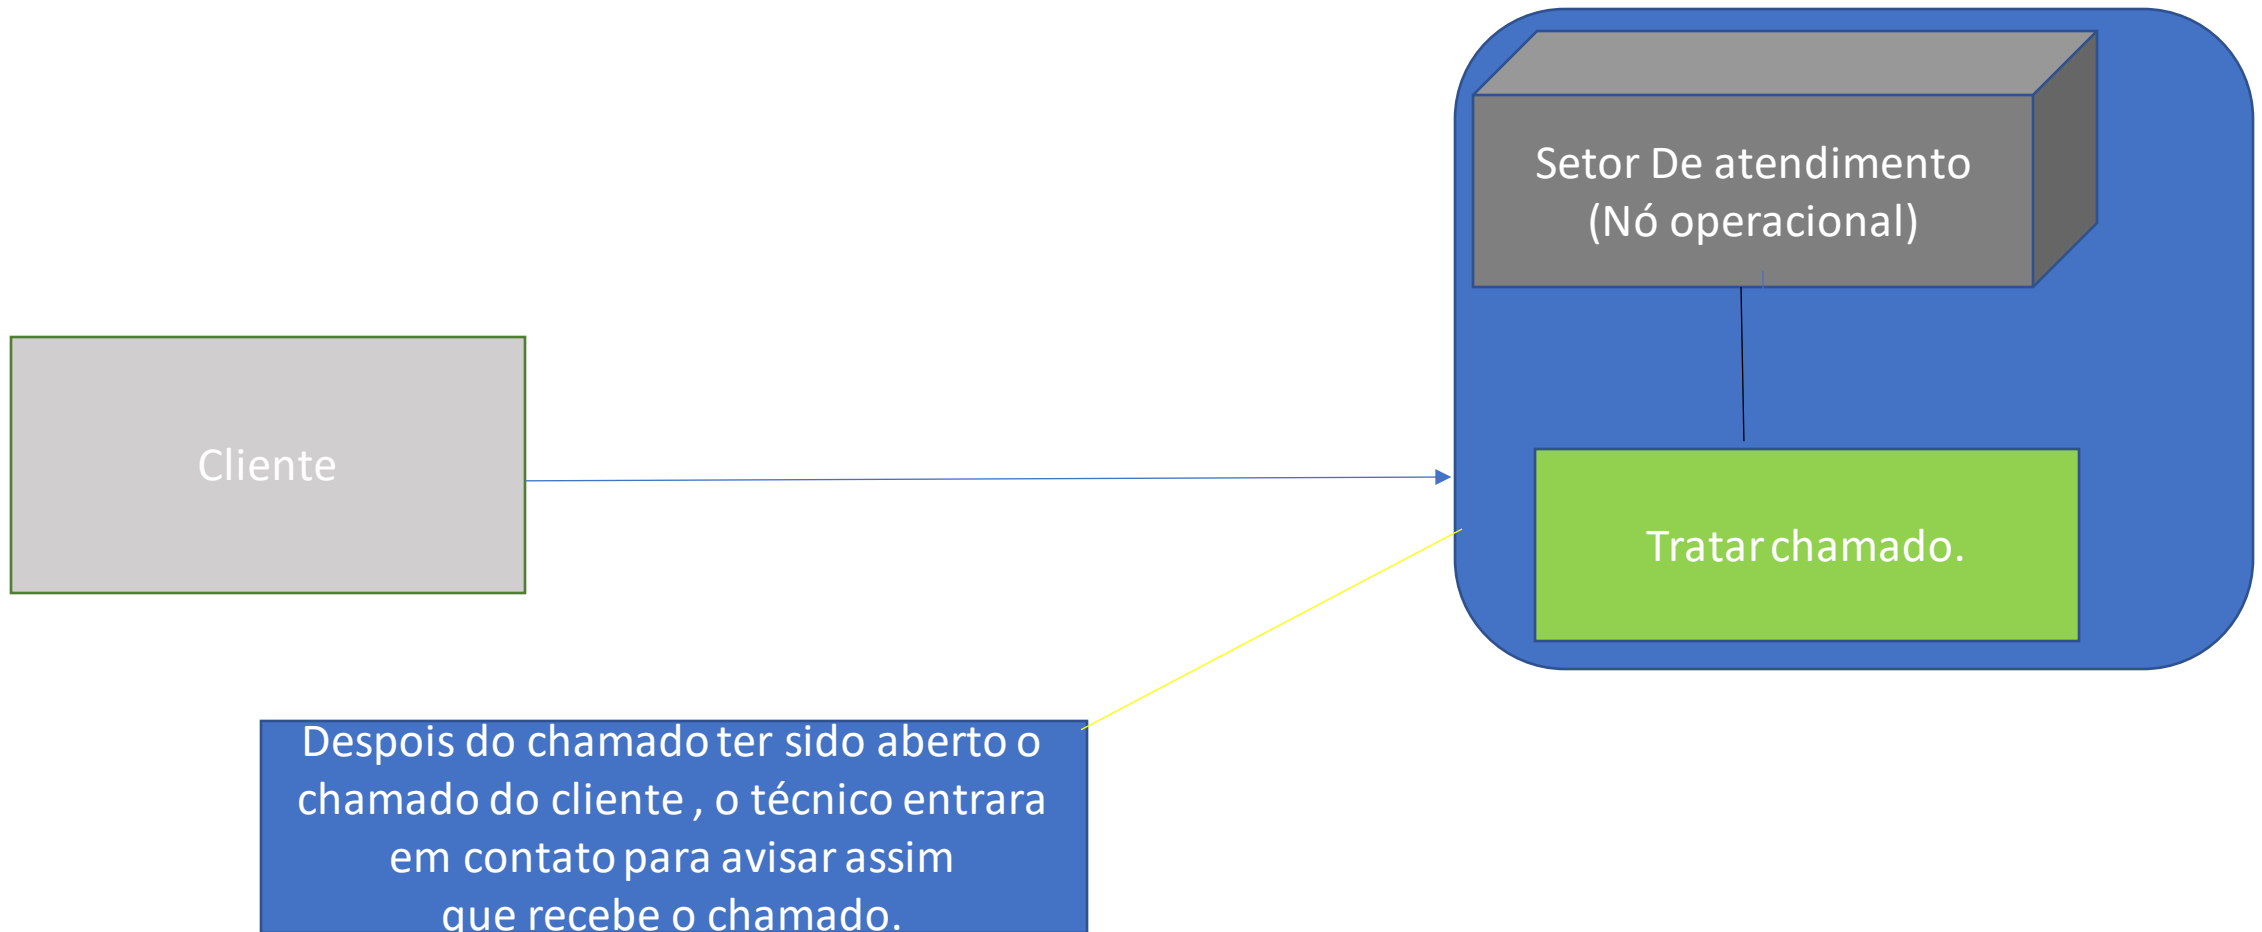 Setor De atendimento
(Nó operacional)
Cliente
Tratar chamado.
Despois do chamado ter sido aberto o
chamado do cliente , o técnico entrara
em contato para avisar assim
que recebe o chamado.